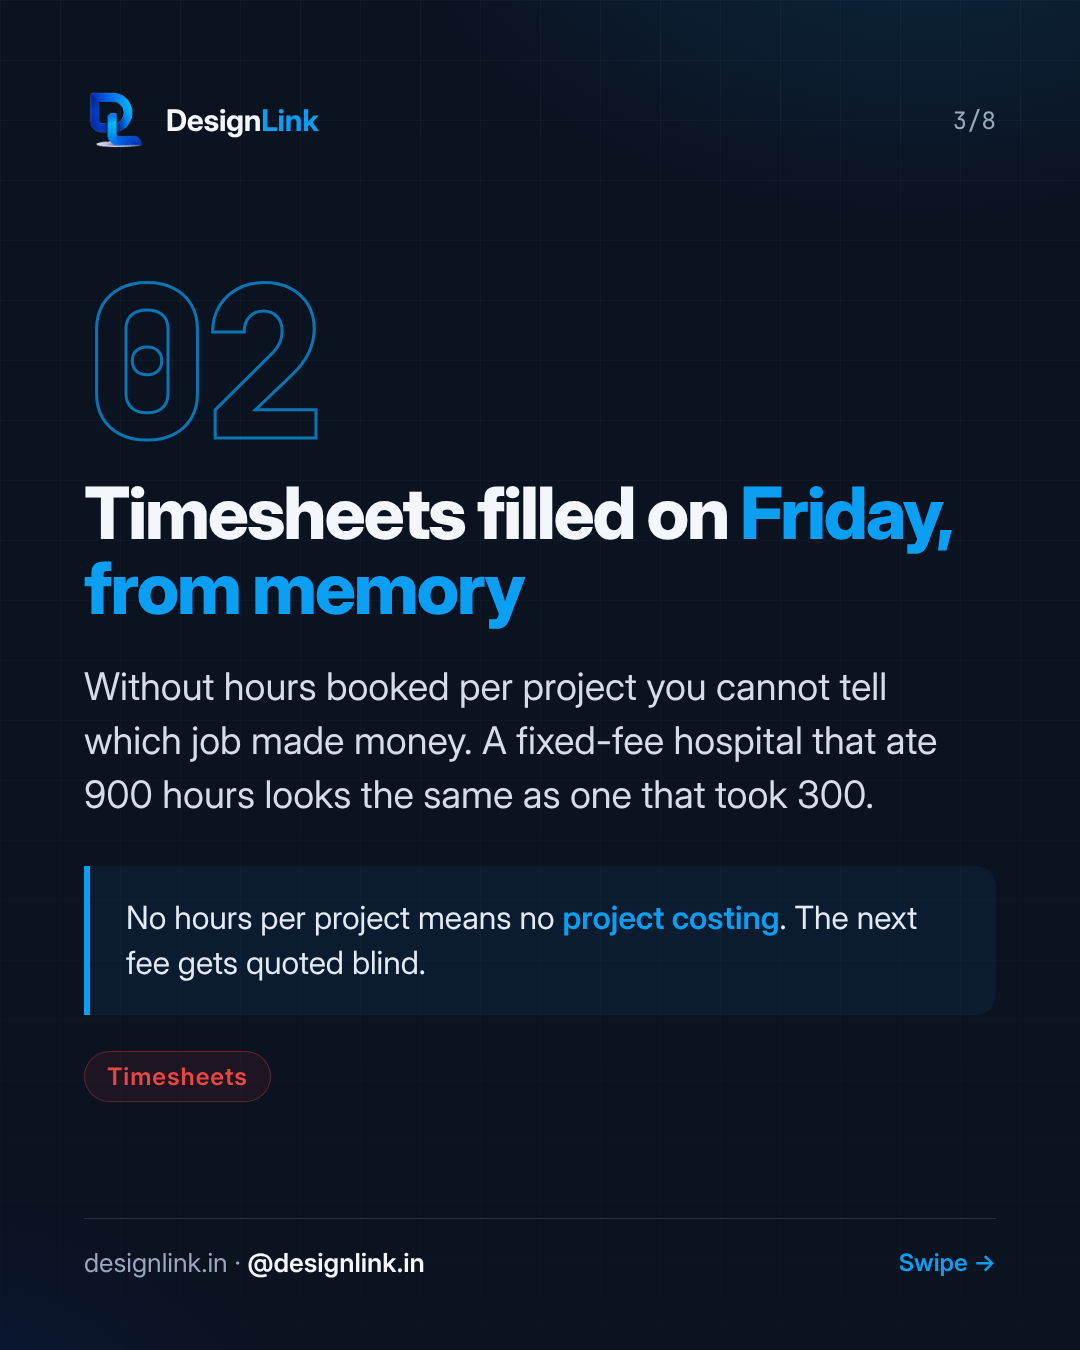 DesignLink
3/8
02
Timesheets filled on Friday,
from memory
Without hours booked per project you cannot tell
which job made money. A fixed-fee hospital that ate
900 hours looks the same as one that took 300.
No hours per project means no project costing. The next
fee gets quoted blind.
Timesheets
designlink.in · @designlink.in
Swipe →